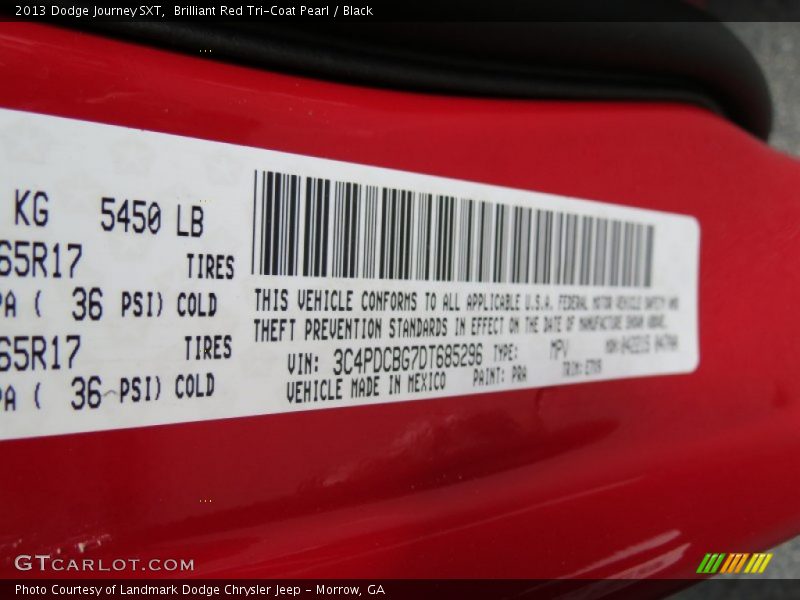 2013 Dodge Journey SXT, Brilliant Red Tri-Coat Pearl / Black
KG 5450 LB
65R17 TIRES
PA ( 36 PSI) COLD
65R17 TIRES
PA ( 36 PSI) COLD
THIS VEHICLE CONFORMS TO ALL APPLICABLE U.S.A. FEDERAL MOTOR VEHICLE SAFETY AND
THEFT PREVENTION STANDARDS IN EFFECT ON THE DATE OF MANUFACTURE SHOWN ABOVE.
VIN: 3C4PDCBG7DT685296 TYPE: MPV
VEHICLE MADE IN MEXICO PAINT: PRA TRIM:
GTCARLOT.COM
Photo Courtesy of Landmark Dodge Chrysler Jeep - Morrow, GA